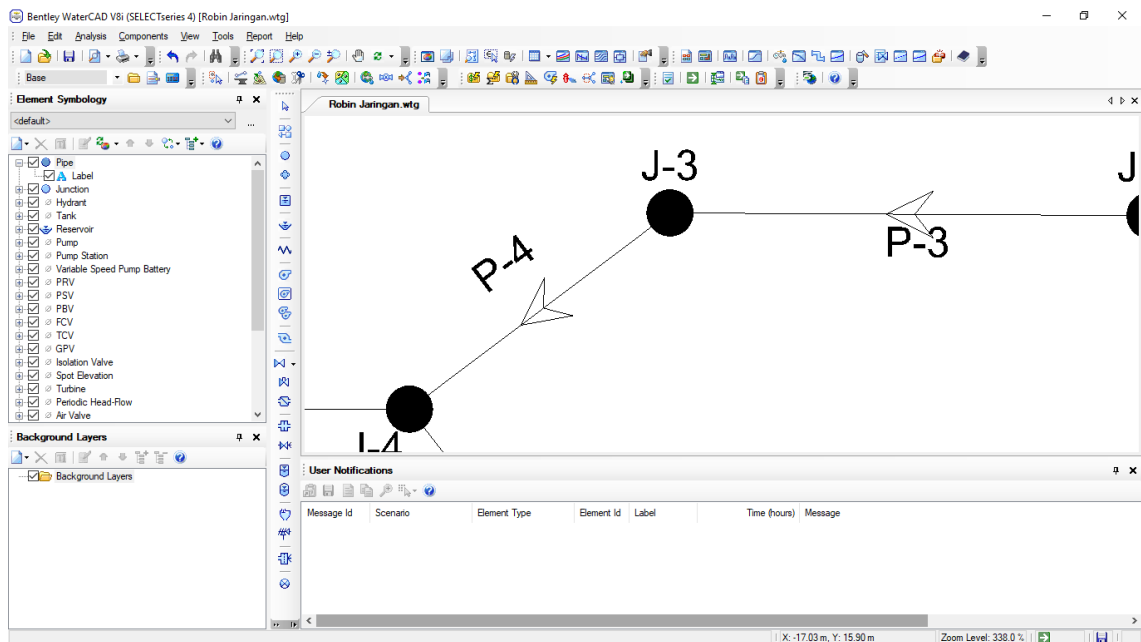 Bentley WaterCAD V8i (SELECTseries 4) [Robin Jaringan.wtg]
File Edit Analysis Components View Tools Report Help
Base
Element Symbology
<default>
...
Pipe
Label
Junction
Hydrant
Tank
Reservoir
Pump
Pump Station
Variable Speed Pump Battery
PRV
PSV
PBV
FCV
TCV
GPV
Isolation Valve
Spot Elevation
Turbine
Periodic Head-Flow
Air Valve
Background Layers
Background Layers
Robin Jaringan.wtg
J-3
J
P-3
P-4
J-4
User Notifications
Message Id Scenario Element Type Element Id Label Time (hours) Message
X: -17.03 m, Y: 15.90 m Zoom Level: 338.0 %